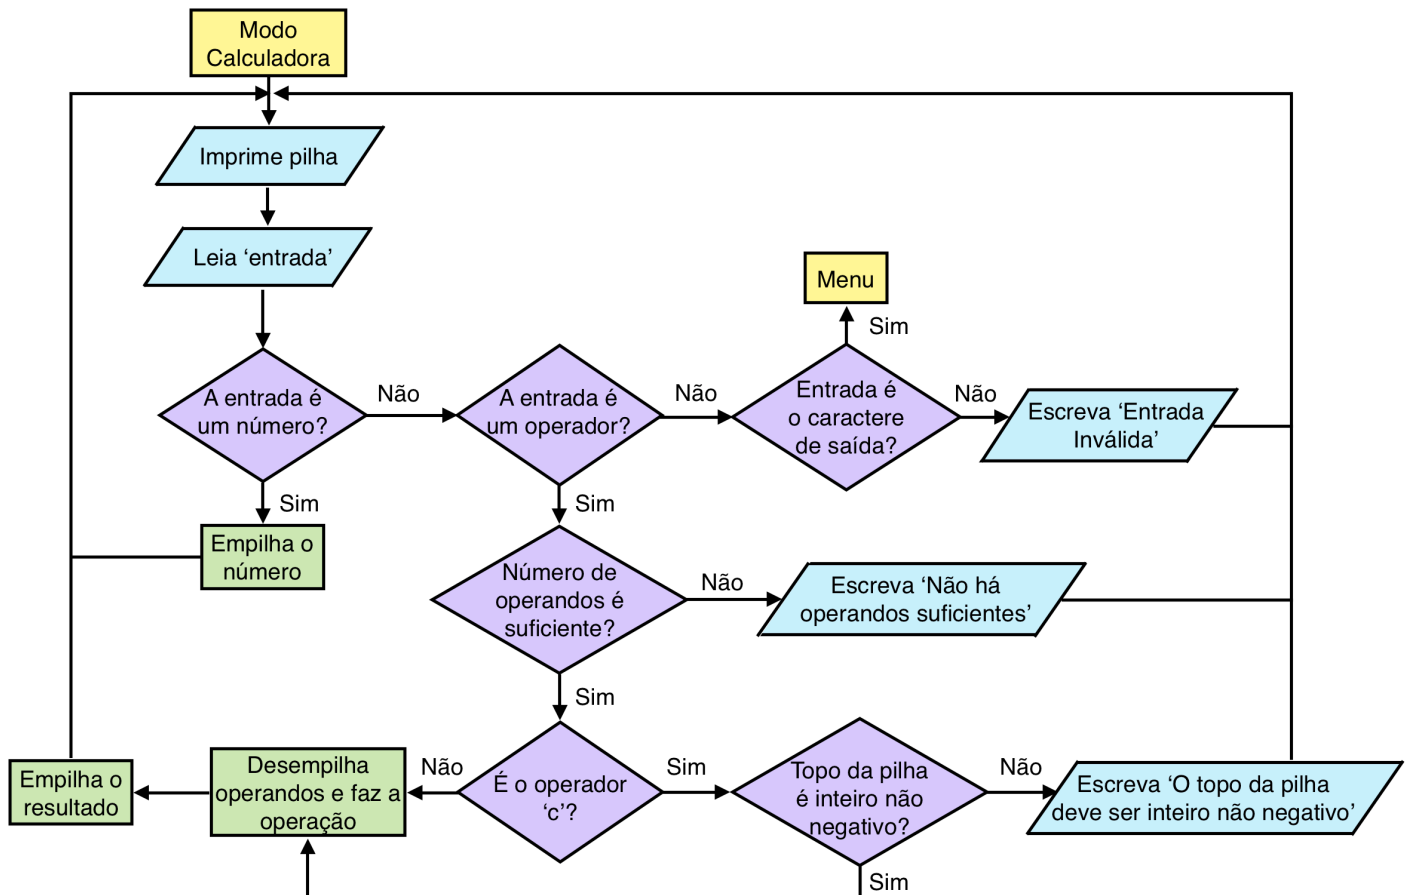 Modo
Calculadora
Imprime pilha
Leia ‘entrada’
Menu
Sim
A entrada é
um número?
Não
A entrada é
um operador?
Não
Entrada é
o caractere
de saída?
Não
Escreva ‘Entrada
Inválida’
Sim
Sim
Empilha o
número
Número de
operandos é
suficiente?
Não
Escreva ‘Não há
operandos suficientes’
Sim
Empilha o
resultado
Desempilha
operandos e faz a
operação
Não
É o operador
‘c’?
Sim
Topo da pilha
é inteiro não
negativo?
Não
Escreva ‘O topo da pilha
deve ser inteiro não negativo’
Sim